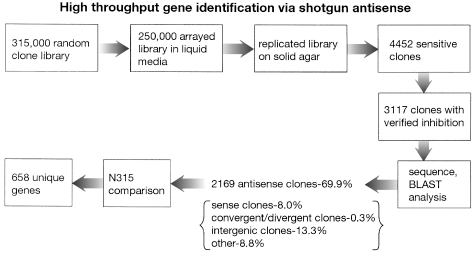 High throughput gene identification via shotgun antisense
315,000 random
clone library
250,000 arrayed
library in liquid
media
replicated library
on solid agar
4452 sensitive
clones
3117 clones with
verified inhibition
sequence,
BLAST
analysis
2169 antisense clones-69.9%
sense clones-8.0%
convergent/divergent clones-0.3%
intergenic clones-13.3%
other-8.8%
N315
comparison
658 unique
genes